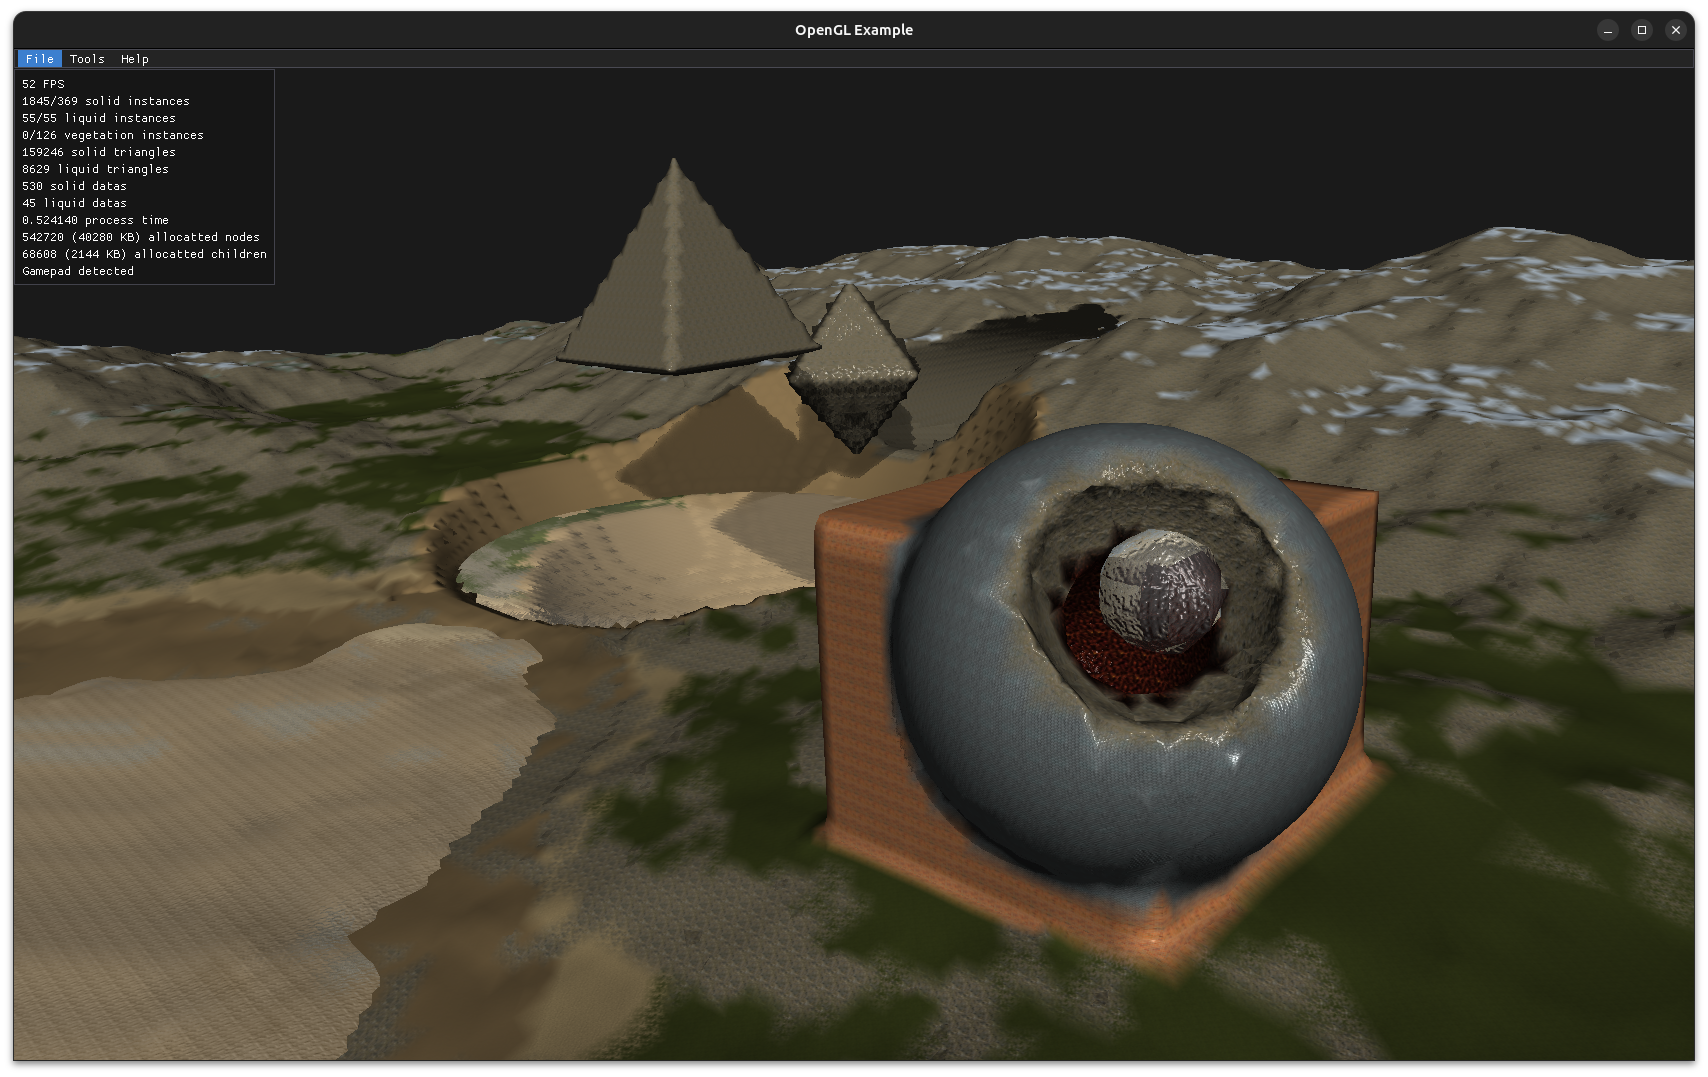 OpenGL Example
File Tools Help
52 FPS
1845/369 solid instances
55/55 liquid instances
0/126 vegetation instances
159246 solid triangles
8629 liquid triangles
530 solid datas
45 liquid datas
0.524140 process time
542720 (40280 KB) allocatted nodes
68608 (2144 KB) allocatted children
Gamepad detected